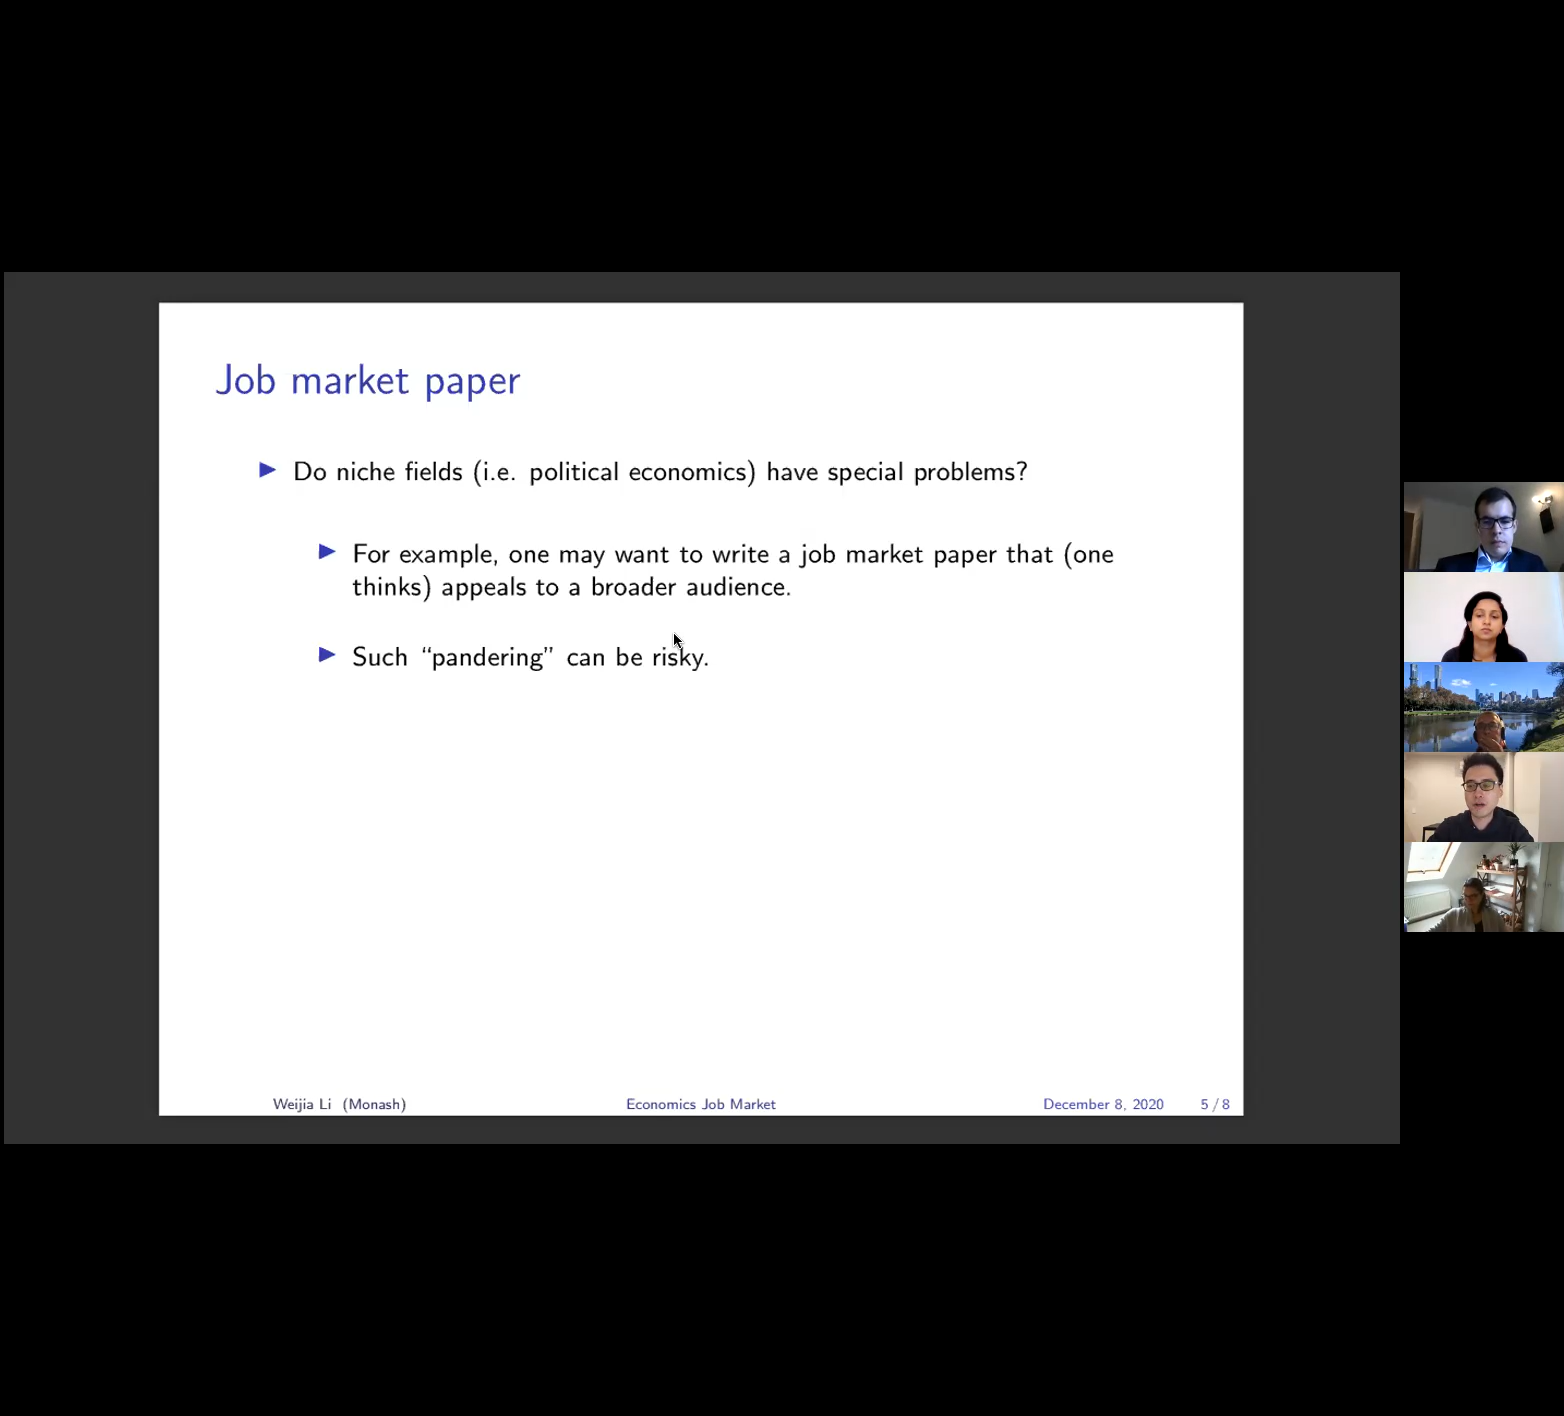 Job market paper
Do niche fields (i.e. political economics) have special problems?
For example, one may want to write a job market paper that (one
thinks) appeals to a broader audience.
Such “pandering” can be risky.
Weijia Li (Monash) Economics Job Market December 8, 2020 5 / 8